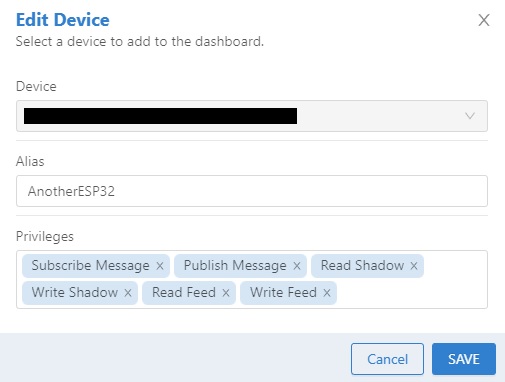 Edit Device
Select a device to add to the dashboard.
Device
Alias
AnotherESP32
Privileges
Subscribe Message × Publish Message × Read Shadow ×
Write Shadow × Read Feed × Write Feed ×
Cancel SAVE